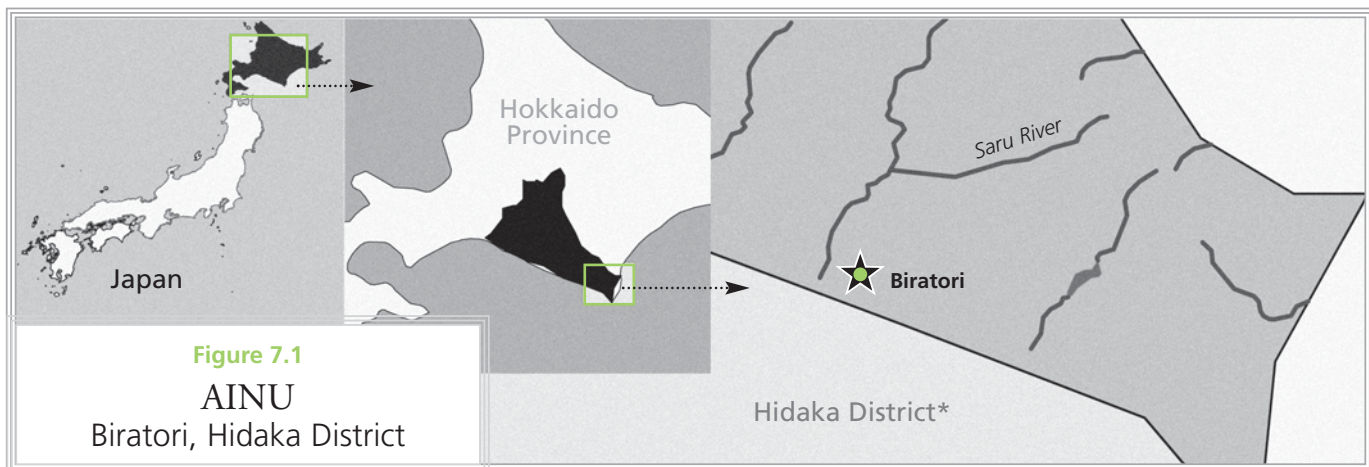 Japan
Hokkaido
Province
Saru River
Biratori
Hidaka District*
Figure 7.1
AINU
Biratori, Hidaka District